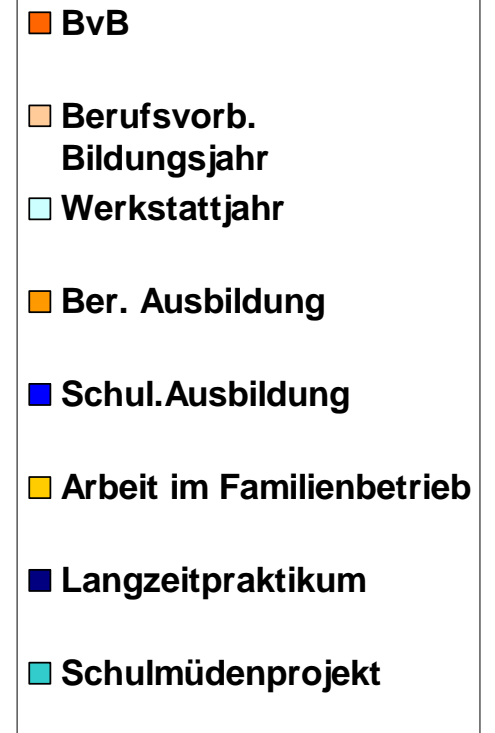 BvB
Berufsvorb.
Bildungsjahr
Werkstattjahr
Ber. Ausbildung
Schul.Ausbildung
Arbeit im Familienbetrieb
Langzeitpraktikum
Schulmüdenprojekt